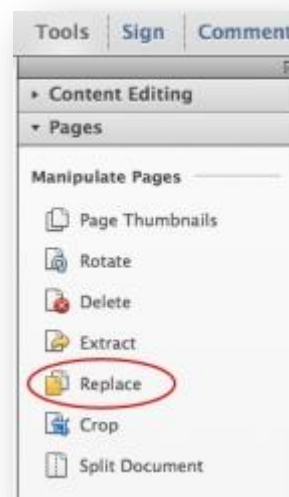 Tools Sign Comment
Content Editing
Pages
Manipulate Pages
Page Thumbnails
Rotate
Delete
Extract
Replace
Crop
Split Document